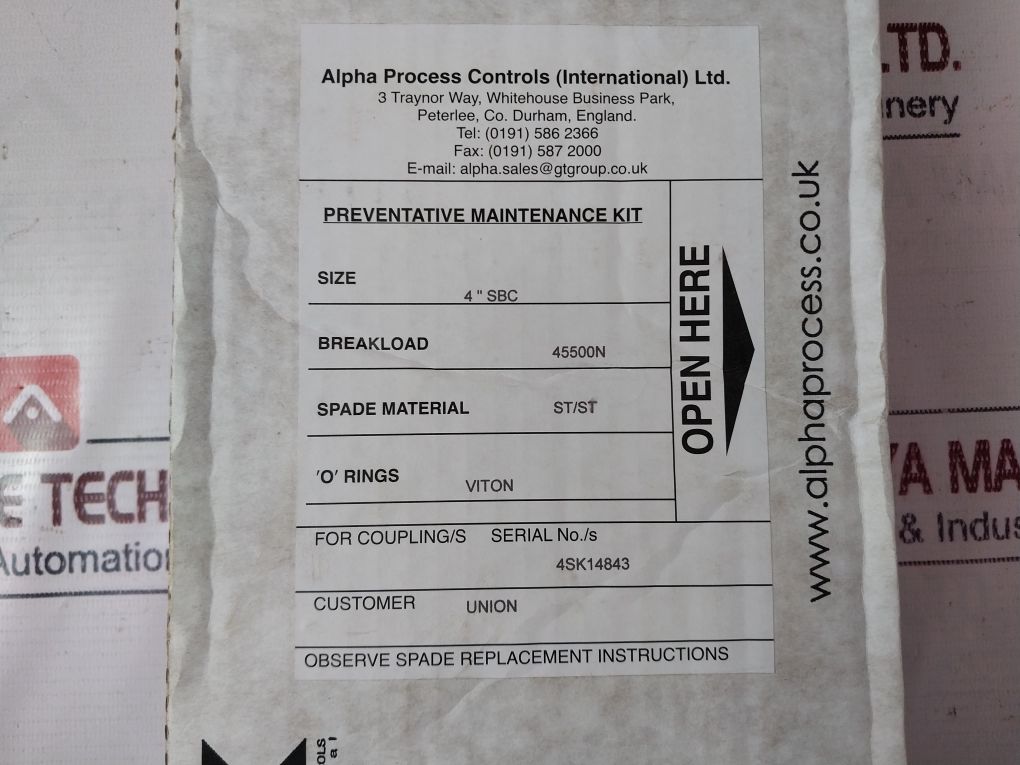 Alpha Process Controls (International) Ltd.
3 Traynor Way, Whitehouse Business Park,
Peterlee, Co. Durham, England.
Tel: (0191) 586 2366
Fax: (0191) 587 2000
E-mail: alpha.sales@gtgroup.co.uk
PREVENTATIVE MAINTENANCE KIT
SIZE 4 " SBC
BREAKLOAD 45500N
SPADE MATERIAL ST/ST
'O' RINGS VITON
OPEN HERE
FOR COUPLING/S SERIAL No./s
4SK14843
CUSTOMER UNION
OBSERVE SPADE REPLACEMENT INSTRUCTIONS
www.alphaprocess.co.uk
LTD.
TECH
Automation
MA
& Indus